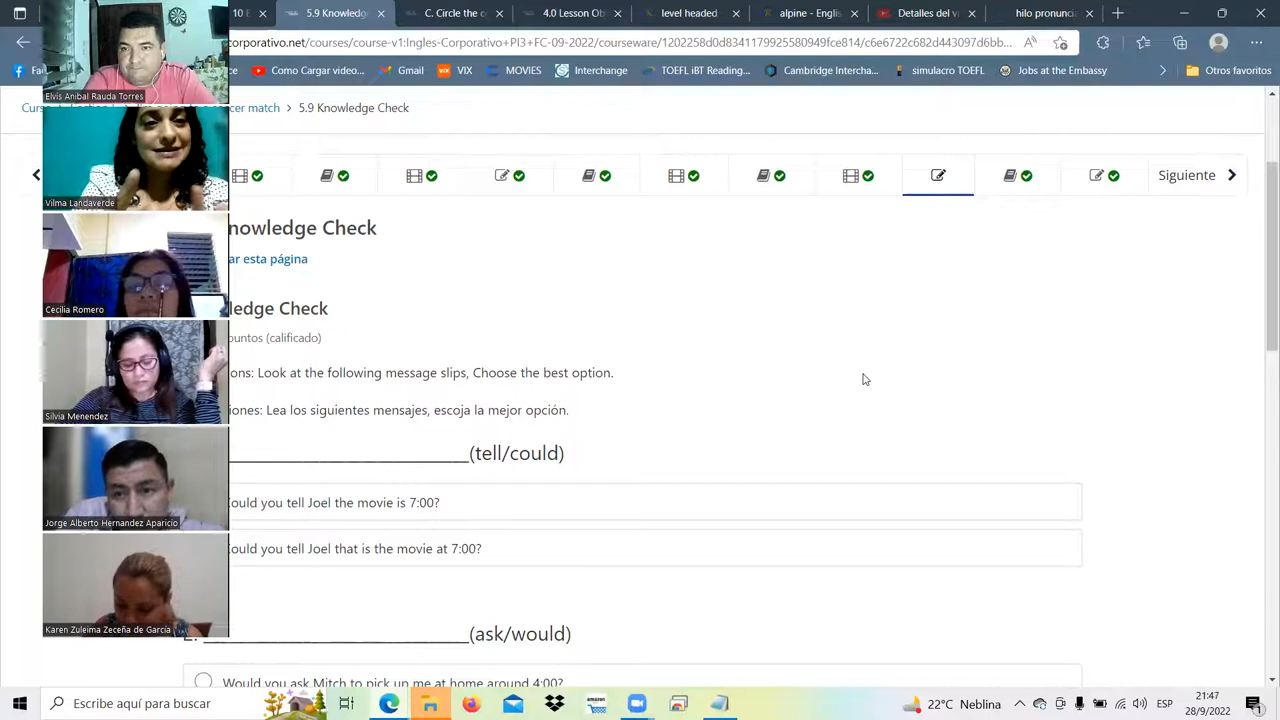 10 E
5.9 Knowledg
C. Circle the c
4.0 Lesson Ob
level headed
alpine - Englis
Detalles del v
hilo pronunci
corporativo.net/courses/course-v1:Ingles-Corporativo+PI3+FC-09-2022/courseware/1202258d0d8341179925580949fce814/c6e6722c682d443097d6bb...
Como Cargar video...
Gmail
VIX
MOVIES
Interchange
TOEFL iBT Reading
Cambridge Intercha...
simnacro TOEFL
Jobs at the Embassy
Otros favoritos
cer match > 5.9 Knowledge Check
Siguiente
nowledge Check
ar esta página
ledge Check
puntos (calificado)
ons: Look at the following message slips, Choose the best option.
iones: Lea los siguientes mensajes, escoja la mejor opción.
______________________________(tell/could)
Could you tell Joel the movie is 7:00?
Could you tell Joel that is the movie at 7:00?
______________________________(ask/would)
Would you ask Mitch to pick up me at home around 4:00?
Elvis Anibal Rauda Torres
Vilma Landaverde
Cecilia Romero
Silvia Menendez
Jorge Alberto Hernandez Aparicio
Karen Zuleima Zeceña de García
Escribe aquí para buscar
amazon
22°C Neblina
ESP
21:47
28/9/2022
1